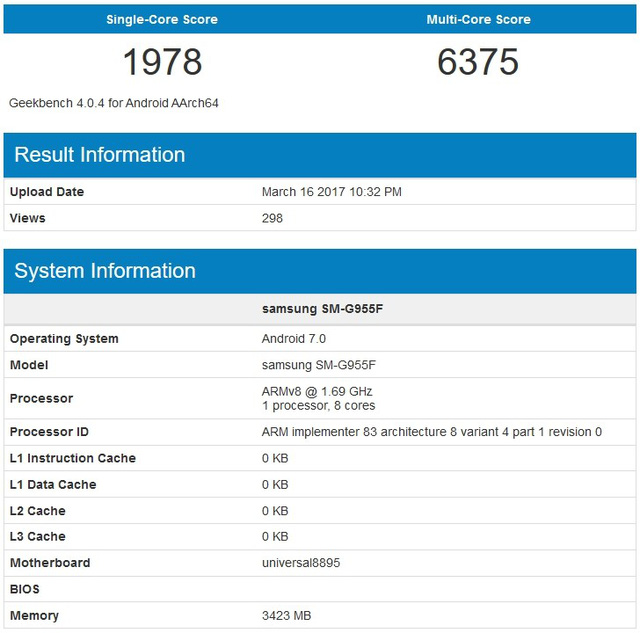 Single-Core Score Multi-Core Score
1978 6375
Geekbench 4.0.4 for Android AArch64
Result Information
Upload Date March 16 2017 10:32 PM
Views 298
System Information
samsung SM-G955F
Operating System Android 7.0
Model samsung SM-G955F
Processor ARMv8 @ 1.69 GHz
1 processor, 8 cores
Processor ID ARM implementer 83 architecture 8 variant 4 part 1 revision 0
L1 Instruction Cache 0 KB
L1 Data Cache 0 KB
L2 Cache 0 KB
L3 Cache 0 KB
Motherboard universal8895
BIOS
Memory 3423 MB